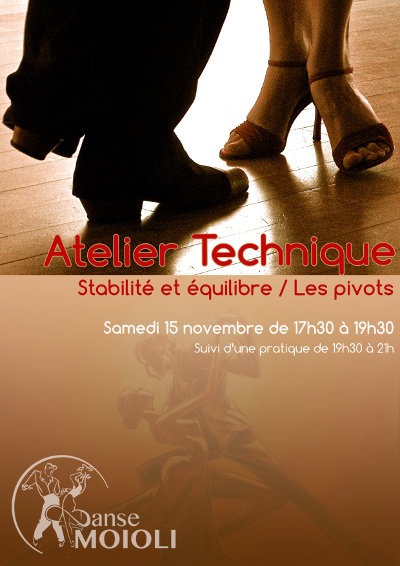 Atelier Technique
Stabilité et équilibre / Les pivots
Samedi 15 novembre de 17h30 à 19h30
Suivi d'une pratique de 19h30 à 21h
Danse
MOIOLI